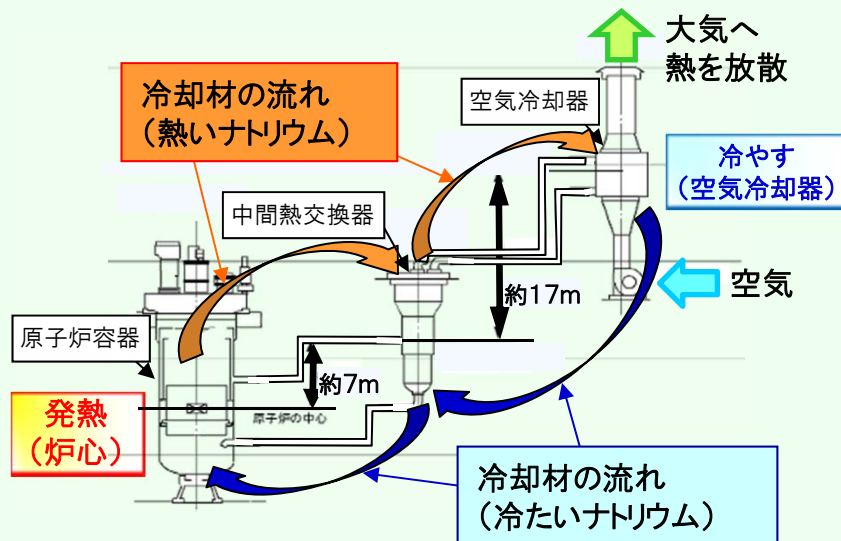 大気へ
熱を放散
冷却材の流れ
（熱いナトリウム）
空気冷却器
冷やす
（空気冷却器）
中間熱交換器
空気
約17m
原子炉容器
約7m
発熱
（炉心）
原子炉の中心
冷却材の流れ
（冷たいナトリウム）